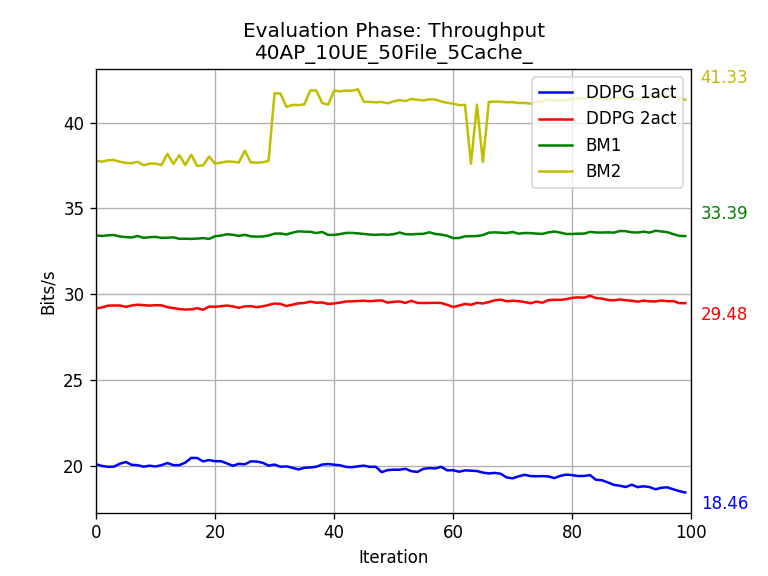 Evaluation Phase: Throughput
40AP_10UE_50File_5Cache_
41.33
DDPG 1act
DDPG 2act
BM1
BM2
40
35
33.39
Bits/s
30
29.48
25
20
18.46
0
20
40
60
80
100
Iteration